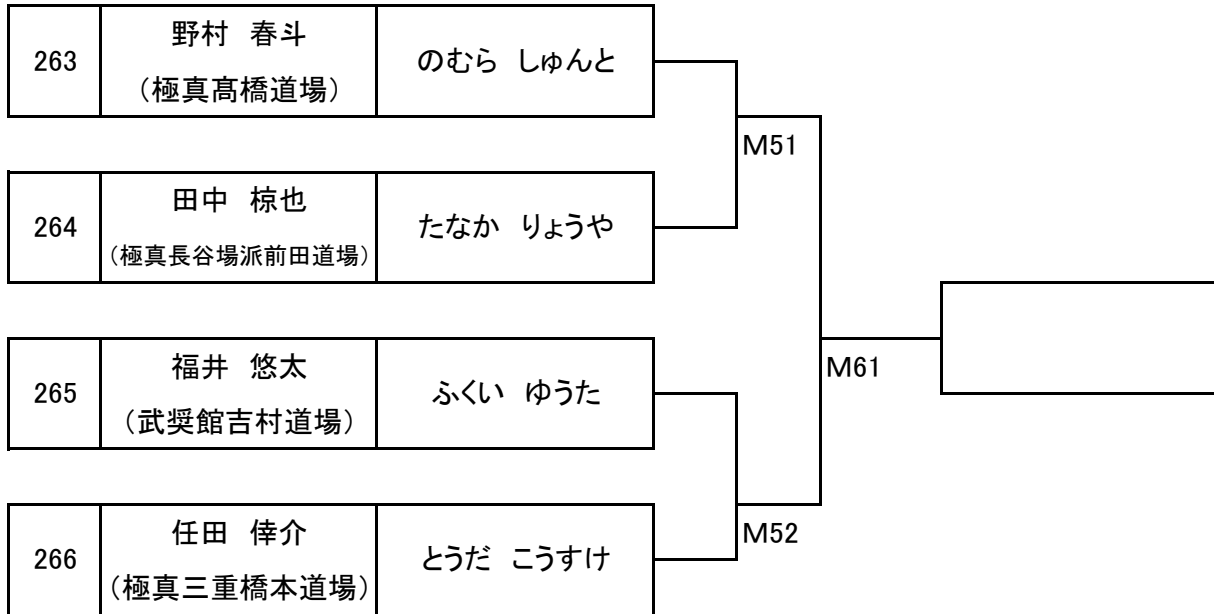 263
野村　春斗
（極真髙橋道場）
のむら　しゅんと
M51
264
田中　椋也
（極真長谷場派前田道場）
たなか　りょうや
265
福井　悠太
（武奨館吉村道場）
ふくい　ゆうた
M61
266
任田　倖介
（極真三重橋本道場）
とうだ　こうすけ
M52